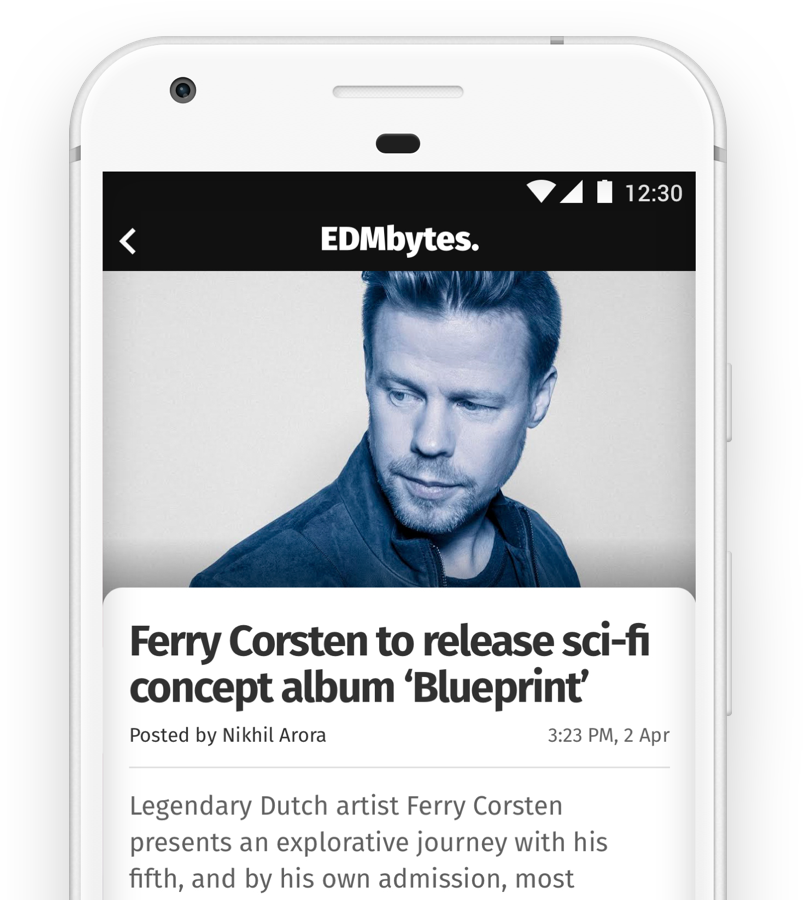 12:30
EDMbytes.
Ferry Corsten to release sci-fi
concept album ‘Blueprint’
Posted by Nikhil Arora
3:23 PM, 2 Apr
Legendary Dutch artist Ferry Corsten
presents an explorative journey with his
fifth, and by his own admission, most